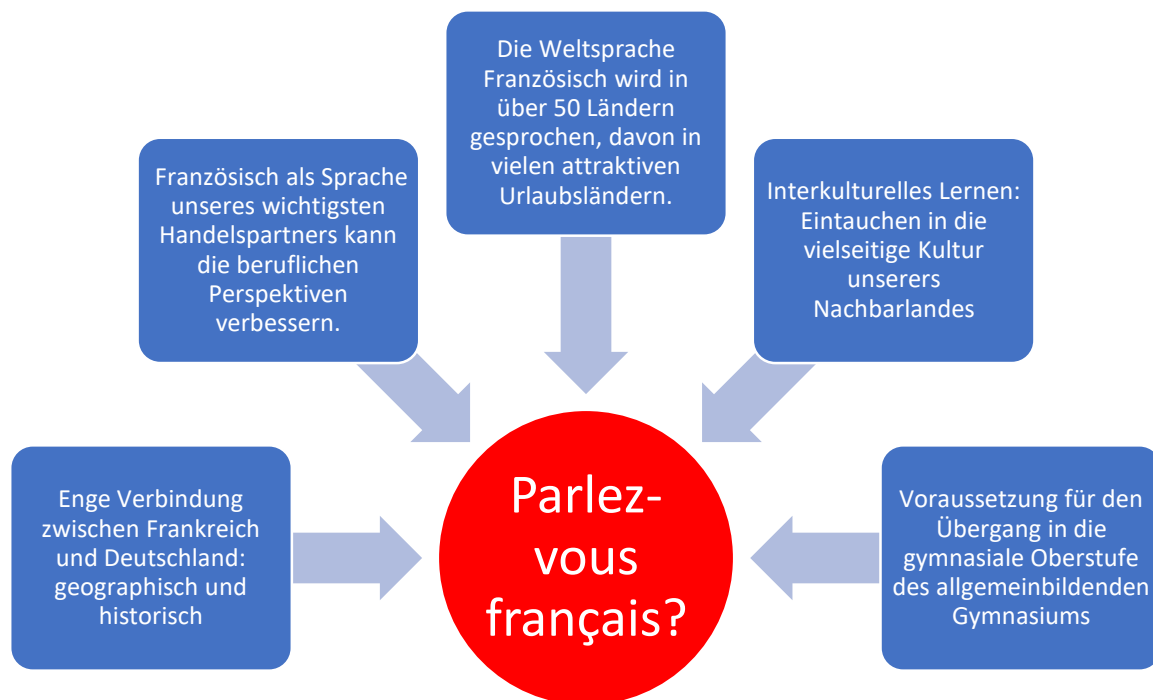 Enge Verbindung
zwischen Frankreich
und Deutschland:
geographisch und
historisch
Französisch als Sprache
unseres wichtigsten
Handelspartners kann
die beruflichen
Perspektiven
verbessern.
Die Weltsprache
Französisch wird in
über 50 Ländern
gesprochen, davon in
vielen attraktiven
Urlaubsländern.
Interkulturelles Lernen:
Eintauchen in die
vielseitige Kultur
unserers
Nachbarlandes
Voraussetzung für den
Übergang in die
gymnasiale Oberstufe
des allgemeinbildenden
Gymnasiums
Parlez-
vous
français?